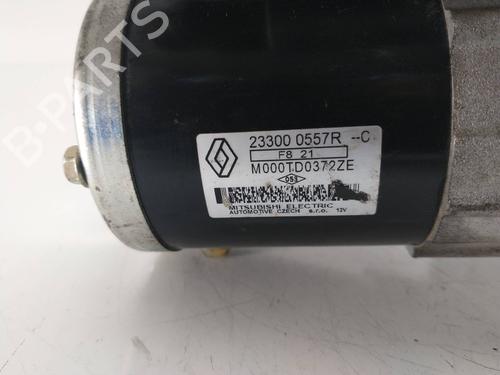 B-PARTS
23300 0557R --C
F8 21
M000TD0372ZE
MITSUBISHI ELECTRIC
AUTOMOTIVE CZECH s.r.o. 12V